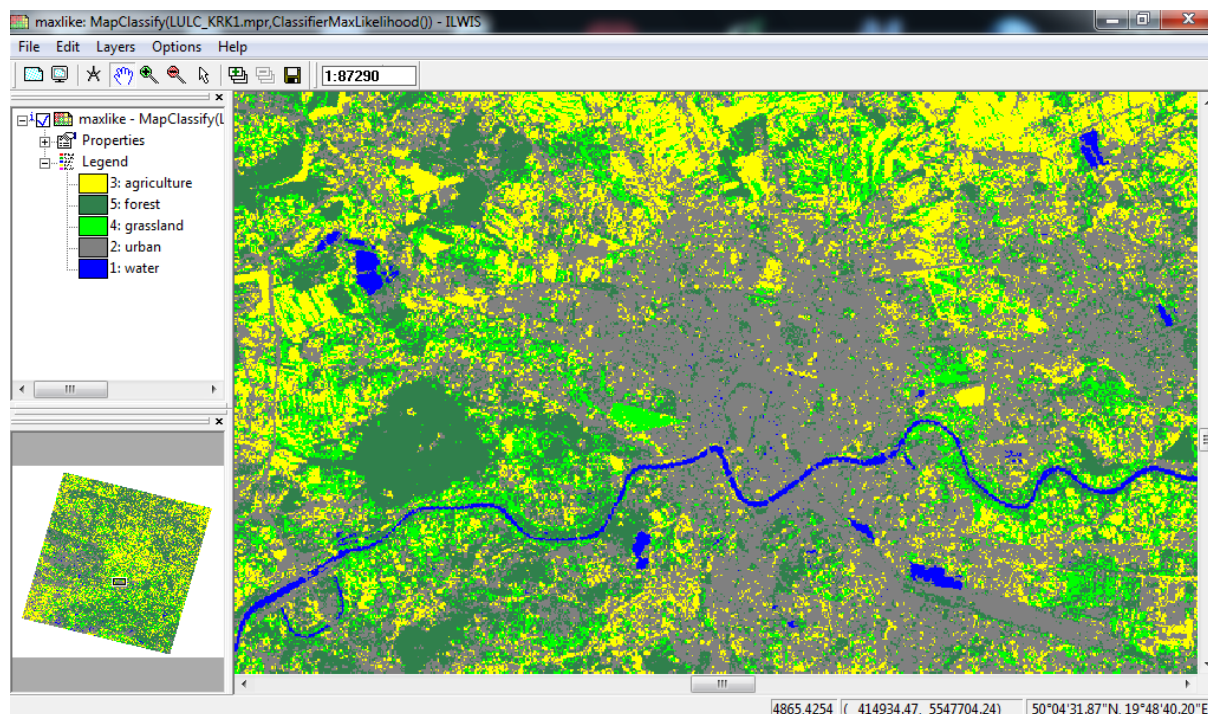 maxlike: MapClassify(LULC_KRK1.mpr,ClassifierMaxLikelihood()) - ILWIS
File Edit Layers Options Help
1:87290
maxlike - MapClassify(L
Properties
Legend
3: agriculture
5: forest
4: grassland
2: urban
1: water
4865,4254 ( 414934.47, 5547704.24) 50°04'31.87"N, 19°48'40.20"E